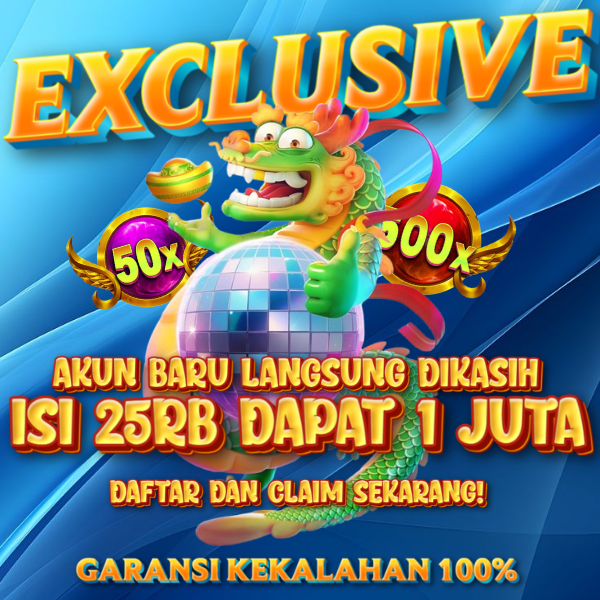 EXCLUSIVE
50x
AKUN BARU LANGSUNG DIKASIH
ISI 25RB DAPAT 1 JUTA
DAFTAR DAN CLAIM SEKARANG!
GARANSI KEKALAHAN 100%